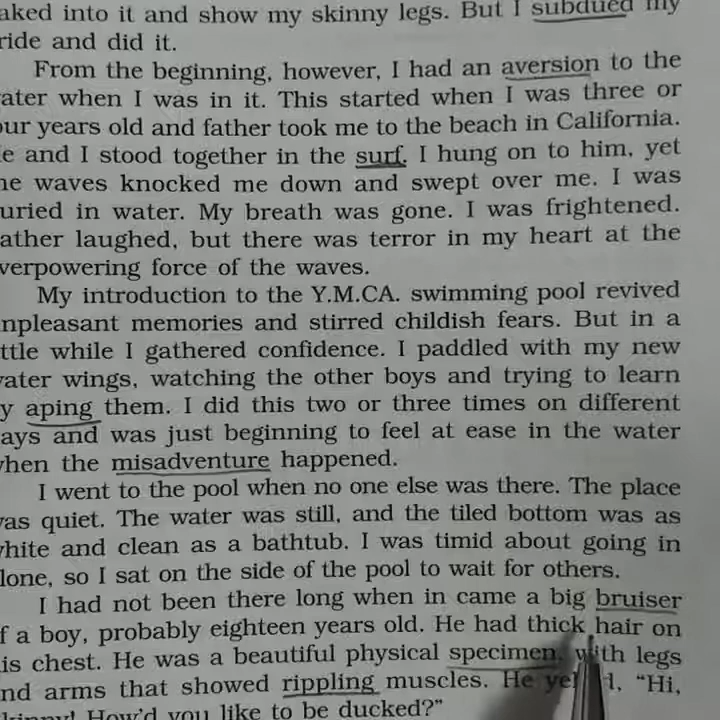 aked into it and show my skinny legs. But I subdued my
ride and did it.
From the beginning, however, I had an aversion to the
ater when I was in it. This started when I was three or
our years old and father took me to the beach in California.
e and I stood together in the surf. I hung on to him, yet
he waves knocked me down and swept over me. I was
uried in water. My breath was gone. I was frightened.
ather laughed, but there was terror in my heart at the
verpowering force of the waves.
My introduction to the Y.M.CA. swimming pool revived
npleasant memories and stirred childish fears. But in a
ttle while I gathered confidence. I paddled with my new
ater wings, watching the other boys and trying to learn
y aping them. I did this two or three times on different
ays and was just beginning to feel at ease in the water
hen the misadventure happened.
I went to the pool when no one else was there. The place
as quiet. The water was still, and the tiled bottom was as
hite and clean as a bathtub. I was timid about going in
lone, so I sat on the side of the pool to wait for others.
I had not been there long when in came a big bruiser
f a boy, probably eighteen years old. He had thick hair on
is chest. He was a beautiful physical specimen, with legs
nd arms that showed rippling muscles. He "Hi,
kinny! How'd you like to be ducked?"